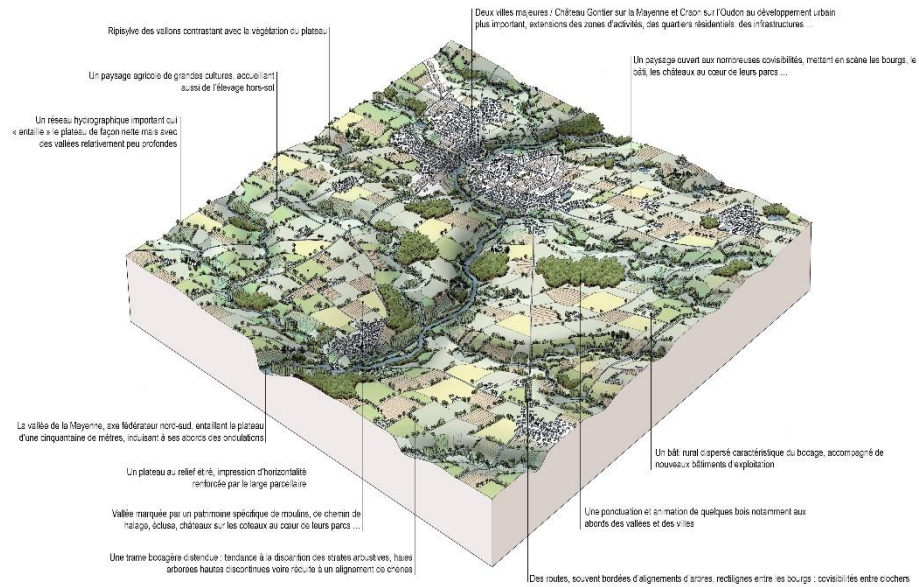 Deux villes majeures / Château Gontier sur la Mayenne et Craon sur l'Oudon au développement urbain
plus important, extensions des zones d'activités, des quartiers résidentiels, des infrastructures ...
Ripisylve des vallons contrastant avec la végétation du plateau
Un paysage ouvert aux nombreuses covisibilités, mettant en scène les bourgs, le
bâti, les châteaux au cœur de leurs parcs ...
Un paysage agricole de grandes cultures, accueillant
aussi de l'élevage hors-sol
Un réseau hydrographique important qui
« entaille » le plateau de façon nette mais avec
des vallées relativement peu profondes
La vallée de la Mayenne, axe fédérateur nord-sud, entaillant le plateau
d'une cinquantaine de mètres, induisant à ses abords des ondulations
Un plateau au relief étiré, impression d'horizontalité
renforcée par le large parcellaire
Vallée marquée par un patrimoine spécifique de moulins, de chemin de
halage, écluse, châteaux sur les coteaux au cœur de leurs parcs ...
Une trame bocagère distendue : tendance à la disparition des strates arbustives, haies
arborées hautes discontinues voire réduite à un alignement de chênes
Un bâti rural dispersé caractéristique du bocage, accompagné de
nouveaux bâtiments d'exploitation
Une ponctuation et animation de quelques bois notamment aux
abords des vallées et des villes
Des routes, souvent bordées d'alignements d'arbres, rectilignes entre les bourgs : covisibilités entre clochers